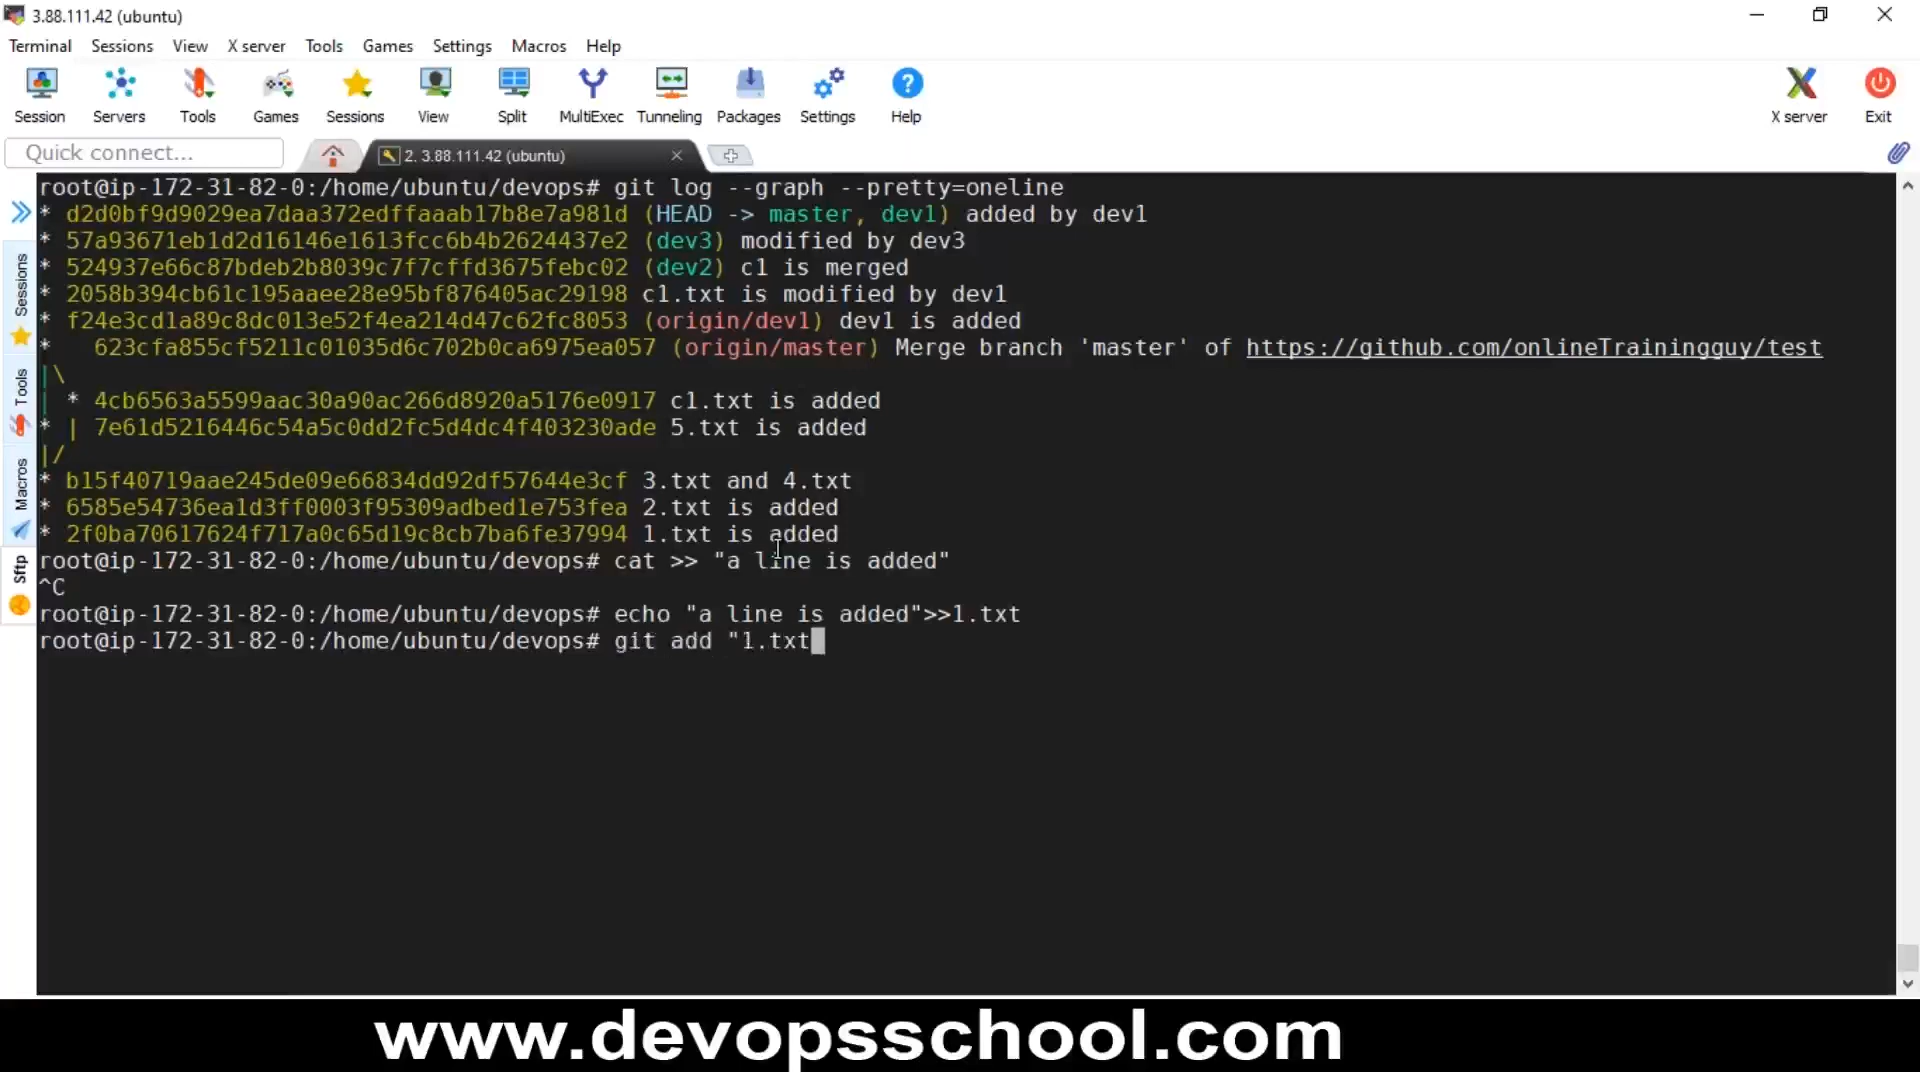 3.88.111.42 (ubuntu)
Terminal Sessions View X server Tools Games Settings Macros Help
Session Servers Tools Games Sessions View Split MultiExec Tunneling Packages Settings Help X server Exit
Quick connect... 2. 3.88.111.42 (ubuntu)
Sessions
Tools
Macros
Sftp
root@ip-172-31-82-0:/home/ubuntu/devops# git log --graph --pretty=oneline
* d2d0bf9d9029ea7daa372edffaaab17b8e7a981d (HEAD -> master, dev1) added by dev1
* 57a93671eb1d2d16146e1613fcc6b4b2624437e2 (dev3) modified by dev3
* 524937e66c87bdeb2b8039c7f7cffd3675febc02 (dev2) c1 is merged
* 2058b394cb61c195aaee28e95bf876405ac29198 c1.txt is modified by dev1
* f24e3cd1a89c8dc013e52f4ea214d47c62fc8053 (origin/dev1) dev1 is added
*   623cfa855cf5211c01035d6c702b0ca6975ea057 (origin/master) Merge branch 'master' of https://github.com/onlineTrainingguy/test
|\
| * 4cb6563a5599aac30a90ac266d8920a5176e0917 c1.txt is added
* | 7e61d5216446c54a5c0dd2fc5d4dc4f403230ade 5.txt is added
|/
* b15f40719aae245de09e66834dd92df57644e3cf 3.txt and 4.txt
* 6585e54736ea1d3ff0003f95309adbed1e753fea 2.txt is added
* 2f0ba70617624f717a0c65d19c8cb7ba6fe37994 1.txt is added
root@ip-172-31-82-0:/home/ubuntu/devops# cat >> "a line is added"
^C
root@ip-172-31-82-0:/home/ubuntu/devops# echo "a line is added">>1.txt
root@ip-172-31-82-0:/home/ubuntu/devops# git add "1.txt
www.devopsschool.com